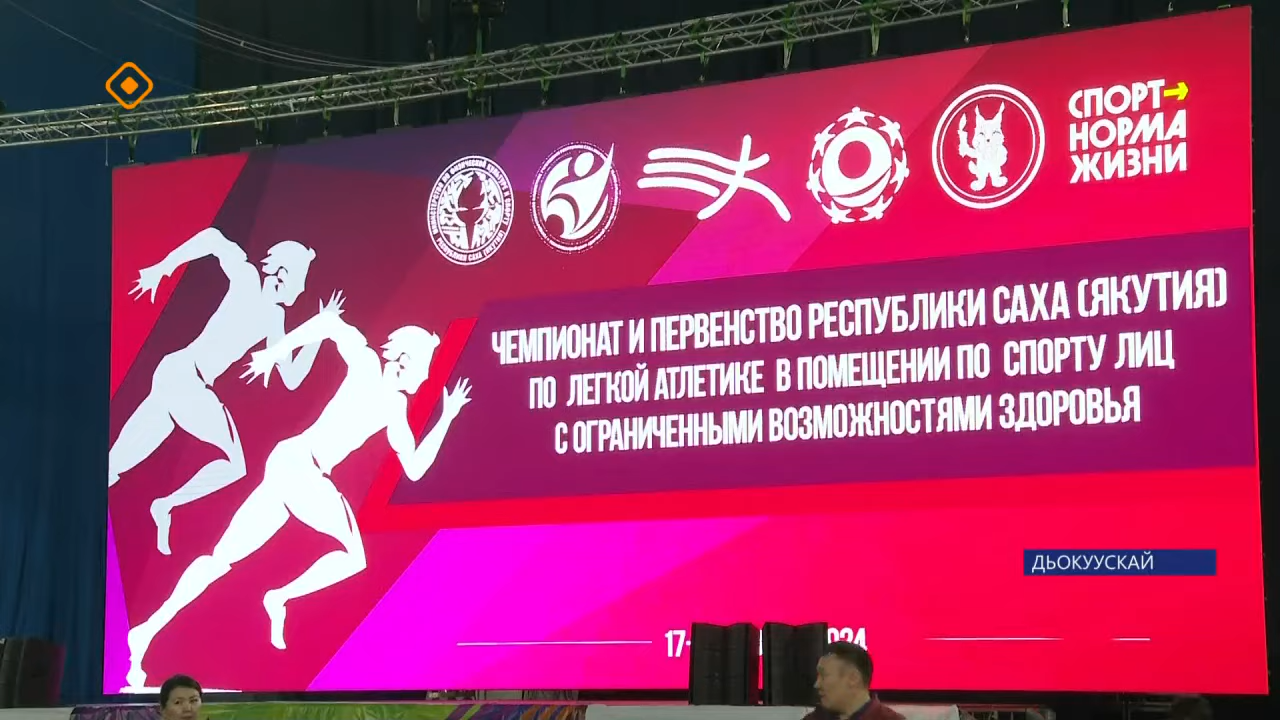 СПОРТ
НОРМА
ЖИЗНИ
ЧЕМПИОНАТ И ПЕРВЕНСТВО РЕСПУБЛИКИ САХА (ЯКУТИЯ)
ПО ЛЕГКОЙ АТЛЕТИКЕ В ПОМЕЩЕНИИ ПО СПОРТУ ЛИЦ
С ОГРАНИЧЕННЫМИ ВОЗМОЖНОСТЯМИ ЗДОРОВЬЯ
ДЬОКУУСКАЙ
17-